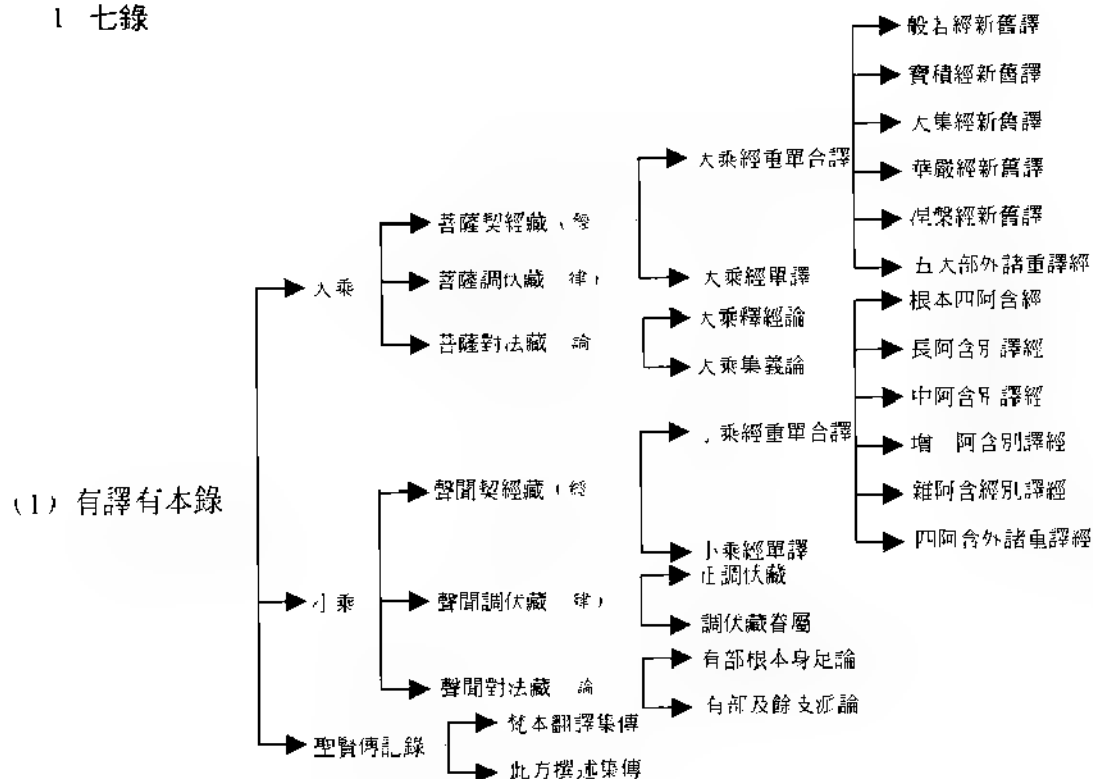 1 七錄
(1) 有譯有本錄
大乘
菩薩契經藏(經
大乘經重單合譯
般若經新舊譯
寶積經新舊譯
大集經新舊譯
華嚴經新舊譯
涅槃經新舊譯
五大部外諸重譯經
大乘經單譯
菩薩調伏藏 律)
菩薩對法藏 論
大乘釋經論
大乘集義論
小乘
聲聞契經藏(經
乘經重單合譯
根本四阿含經
長阿含別譯經
中阿含別譯經
增 阿含別譯經
雜阿含經別譯經
四阿含外諸重譯經
小乘經單譯
聲聞調伏藏 律)
正調伏藏
調伏藏眷屬
聲聞對法藏 論
有部根本身足論
有部及餘支派論
聖賢傳記錄
梵本翻譯集傳
此方撰述集傳